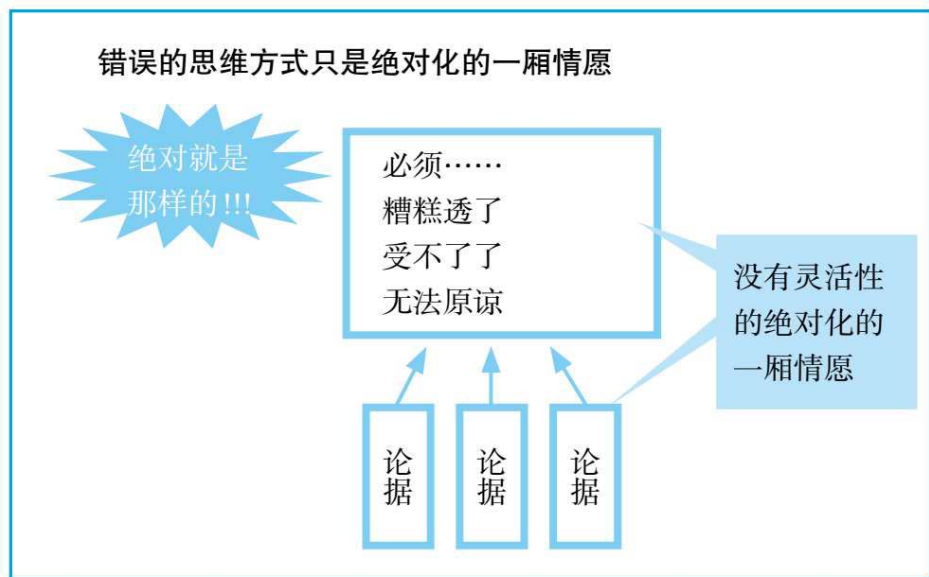 错误的思维方式只是绝对化的一厢情愿
绝对就是
那样的!!!
必须……
糟糕透了
受不了了
无法原谅
没有灵活性
的绝对化的
一厢情愿
论据
论据
论据